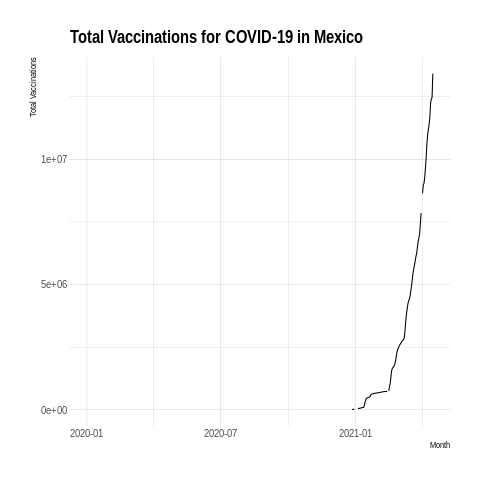 Total Vaccinations for COVID-19 in Mexico
Total Vaccinations
1e+07
5e+06
0e+00
2020-01
2020-07
2021-01
Month